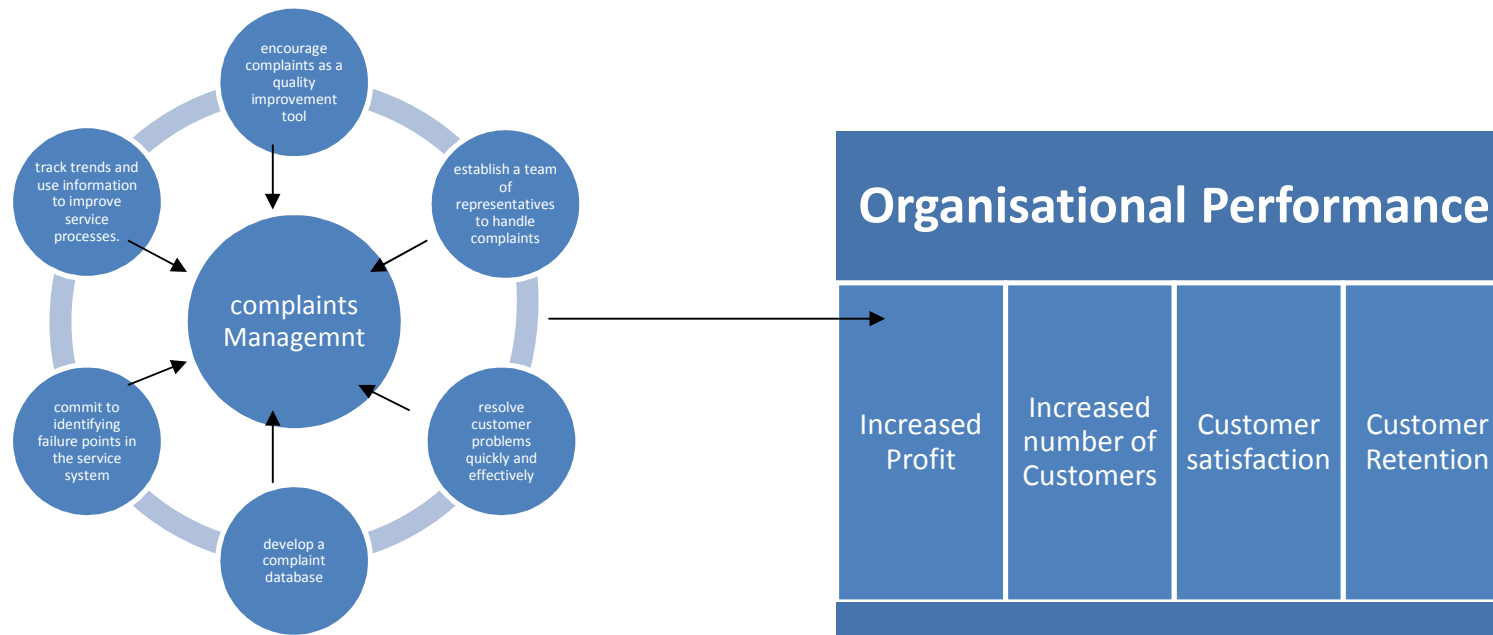 encourage
complaints as a
quality
improvement
tool
establish a team
of
representatives
to handle
complaints
resolve
customer
problems
quickly and
effectively
develop a
complaint
database
commit to
identifying
failure points in
the service
system
track trends and
use information
to improve
service
processes.
complaints
Managemnt
Organisational Performance
Increased
Profit
Increased
number of
Customers
Customer
satisfaction
Customer
Retention